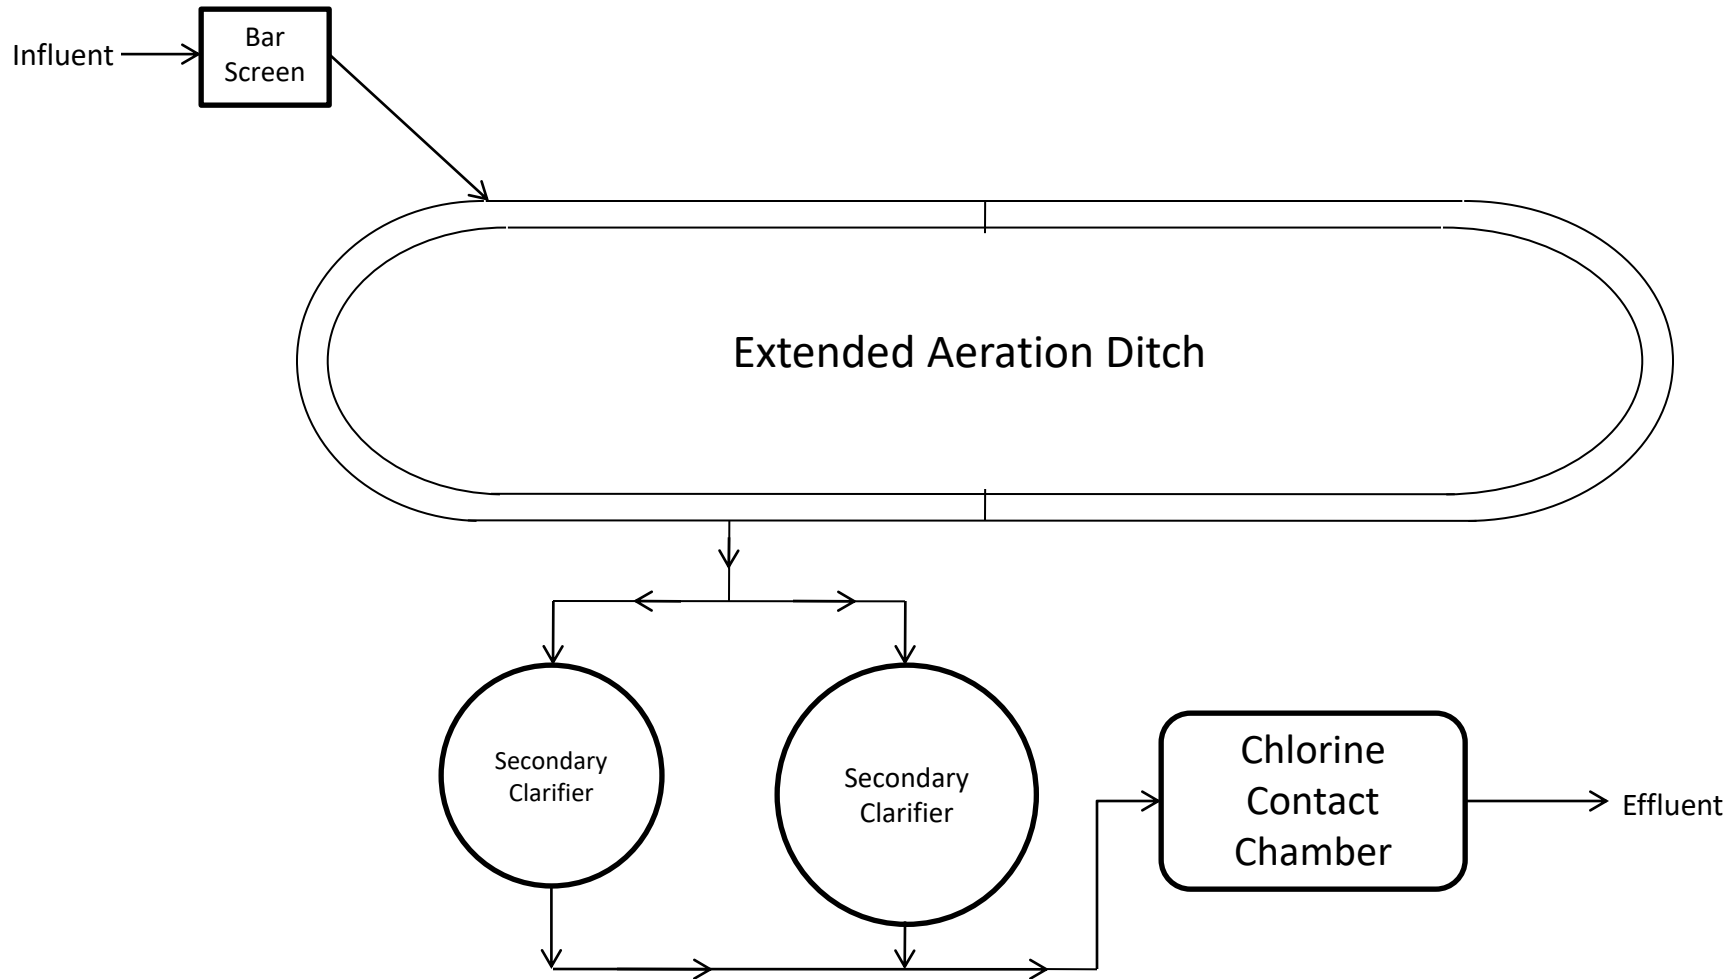 Influent
Bar
Screen
Extended Aeration Ditch
Secondary
Clarifier
Secondary
Clarifier
Chlorine
Contact
Chamber
Effluent